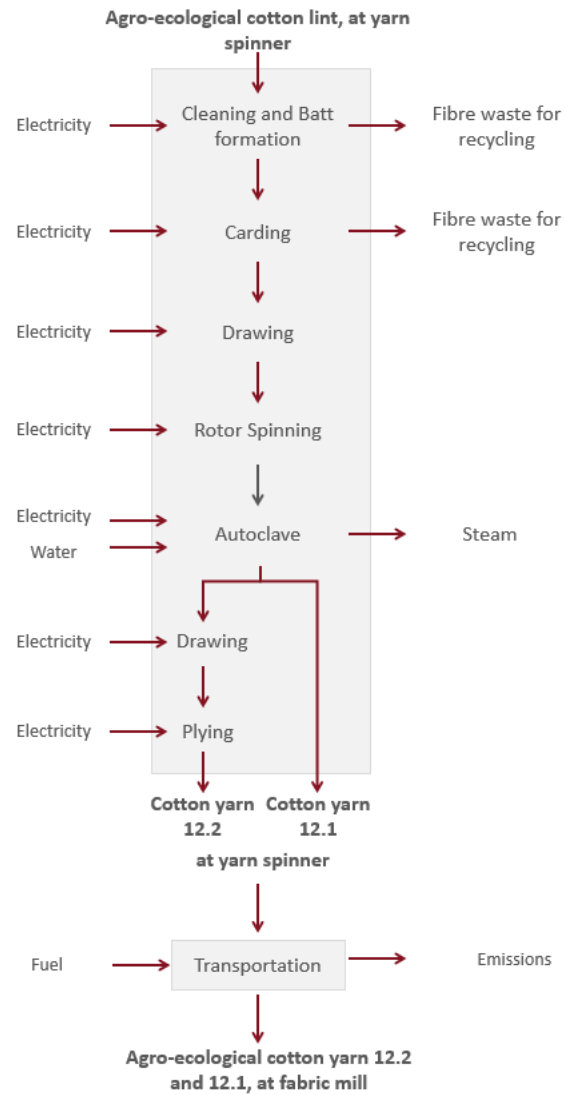 Agro-ecological cotton lint, at yarn
spinner
Electricity
Cleaning and Batt
formation
Fibre waste for
recycling
Electricity
Carding
Fibre waste for
recycling
Electricity
Drawing
Electricity
Rotor Spinning
Electricity
Water
Autoclave
Steam
Electricity
Drawing
Electricity
Plying
Cotton yarn
12.2
Cotton yarn
12.1
at yarn spinner
Fuel
Transportation
Emissions
Agro-ecological cotton yarn 12.2
and 12.1, at fabric mill